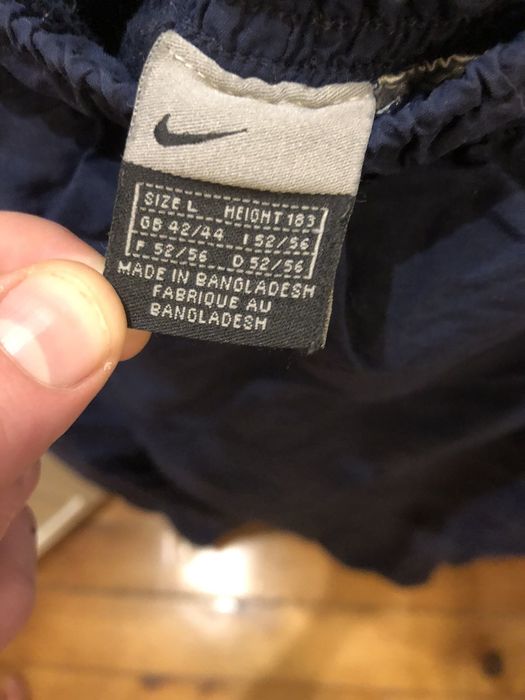 SIZE L HEIGHT 183
GB 42/44 I 52/56
F 52/56 D 52/56
MADE IN BANGLADESH
FABRIQUE AU
BANGLADESH